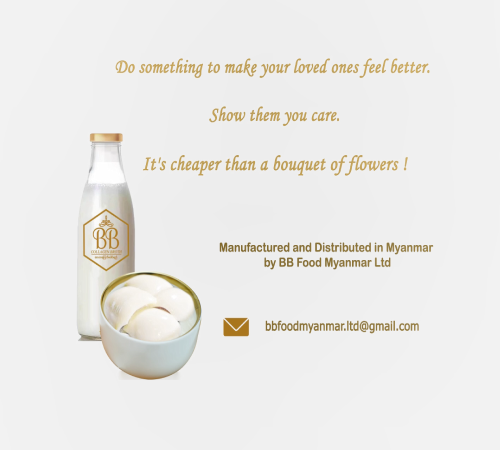 Do something to make your loved ones feel better.
Show them you care.
It's cheaper than a bouquet of flowers !
BB
Manufactured and Distributed in Myanmar
by BB Food Myanmar Ltd
bbfoodmyanmar.ltd@gmail.com